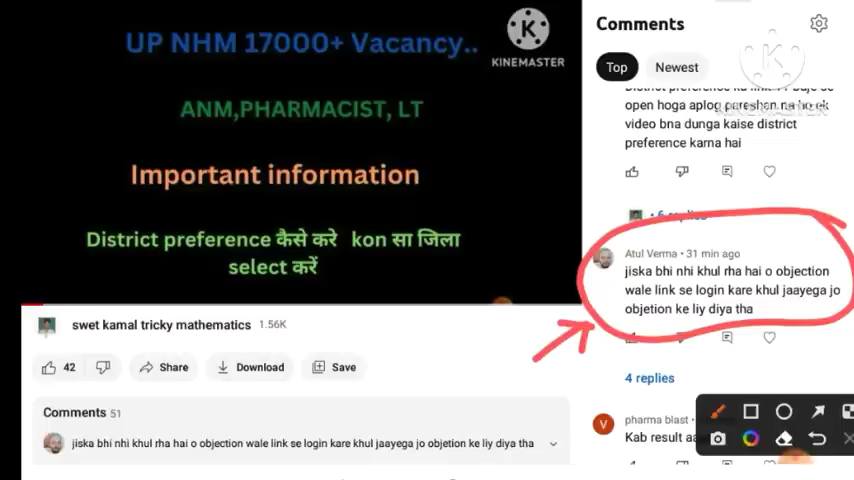 UP NHM 17000+ Vacancy..
KINEMASTER
ANM,PHARMACIST, LT
Important information
District preference कैसे करे kon सा जिला
select करें
swet kamal tricky mathematics 1.56K
42 Share Download Save
Comments 51
jiska bhi nhi khul rha hai o objection wale link se login kare khul jaayega jo objetion ke liy diya tha
Comments
Top Newest
KINEMASTER
open hoga aplog pareshan na ho ek
video bna dunga kaise district
preference karna hai
6 replies
Atul Verma • 31 min ago
jiska bhi nhi khul rha hai o objection
wale link se login kare khul jaayega jo
objetion ke liy diya tha
4 replies
V
pharma blast •
Kab result